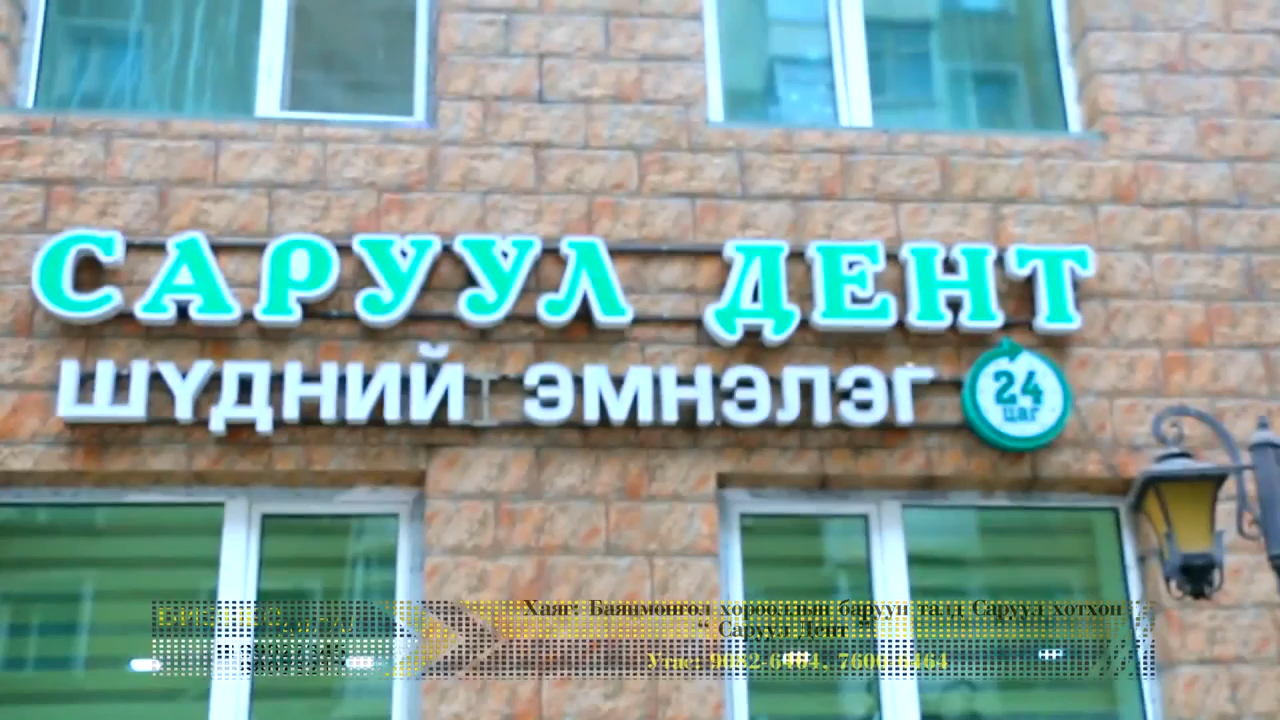 САРУУЛ ДЕНТ
ШҮДНИЙ ЭМНЭЛЭГ
24
цаг
Хаяг: Баянмонгол хорооллын баруун талд Саруул хотхон
“ Саруул Дент ”
Утас: 9082-6464, 7600-6464